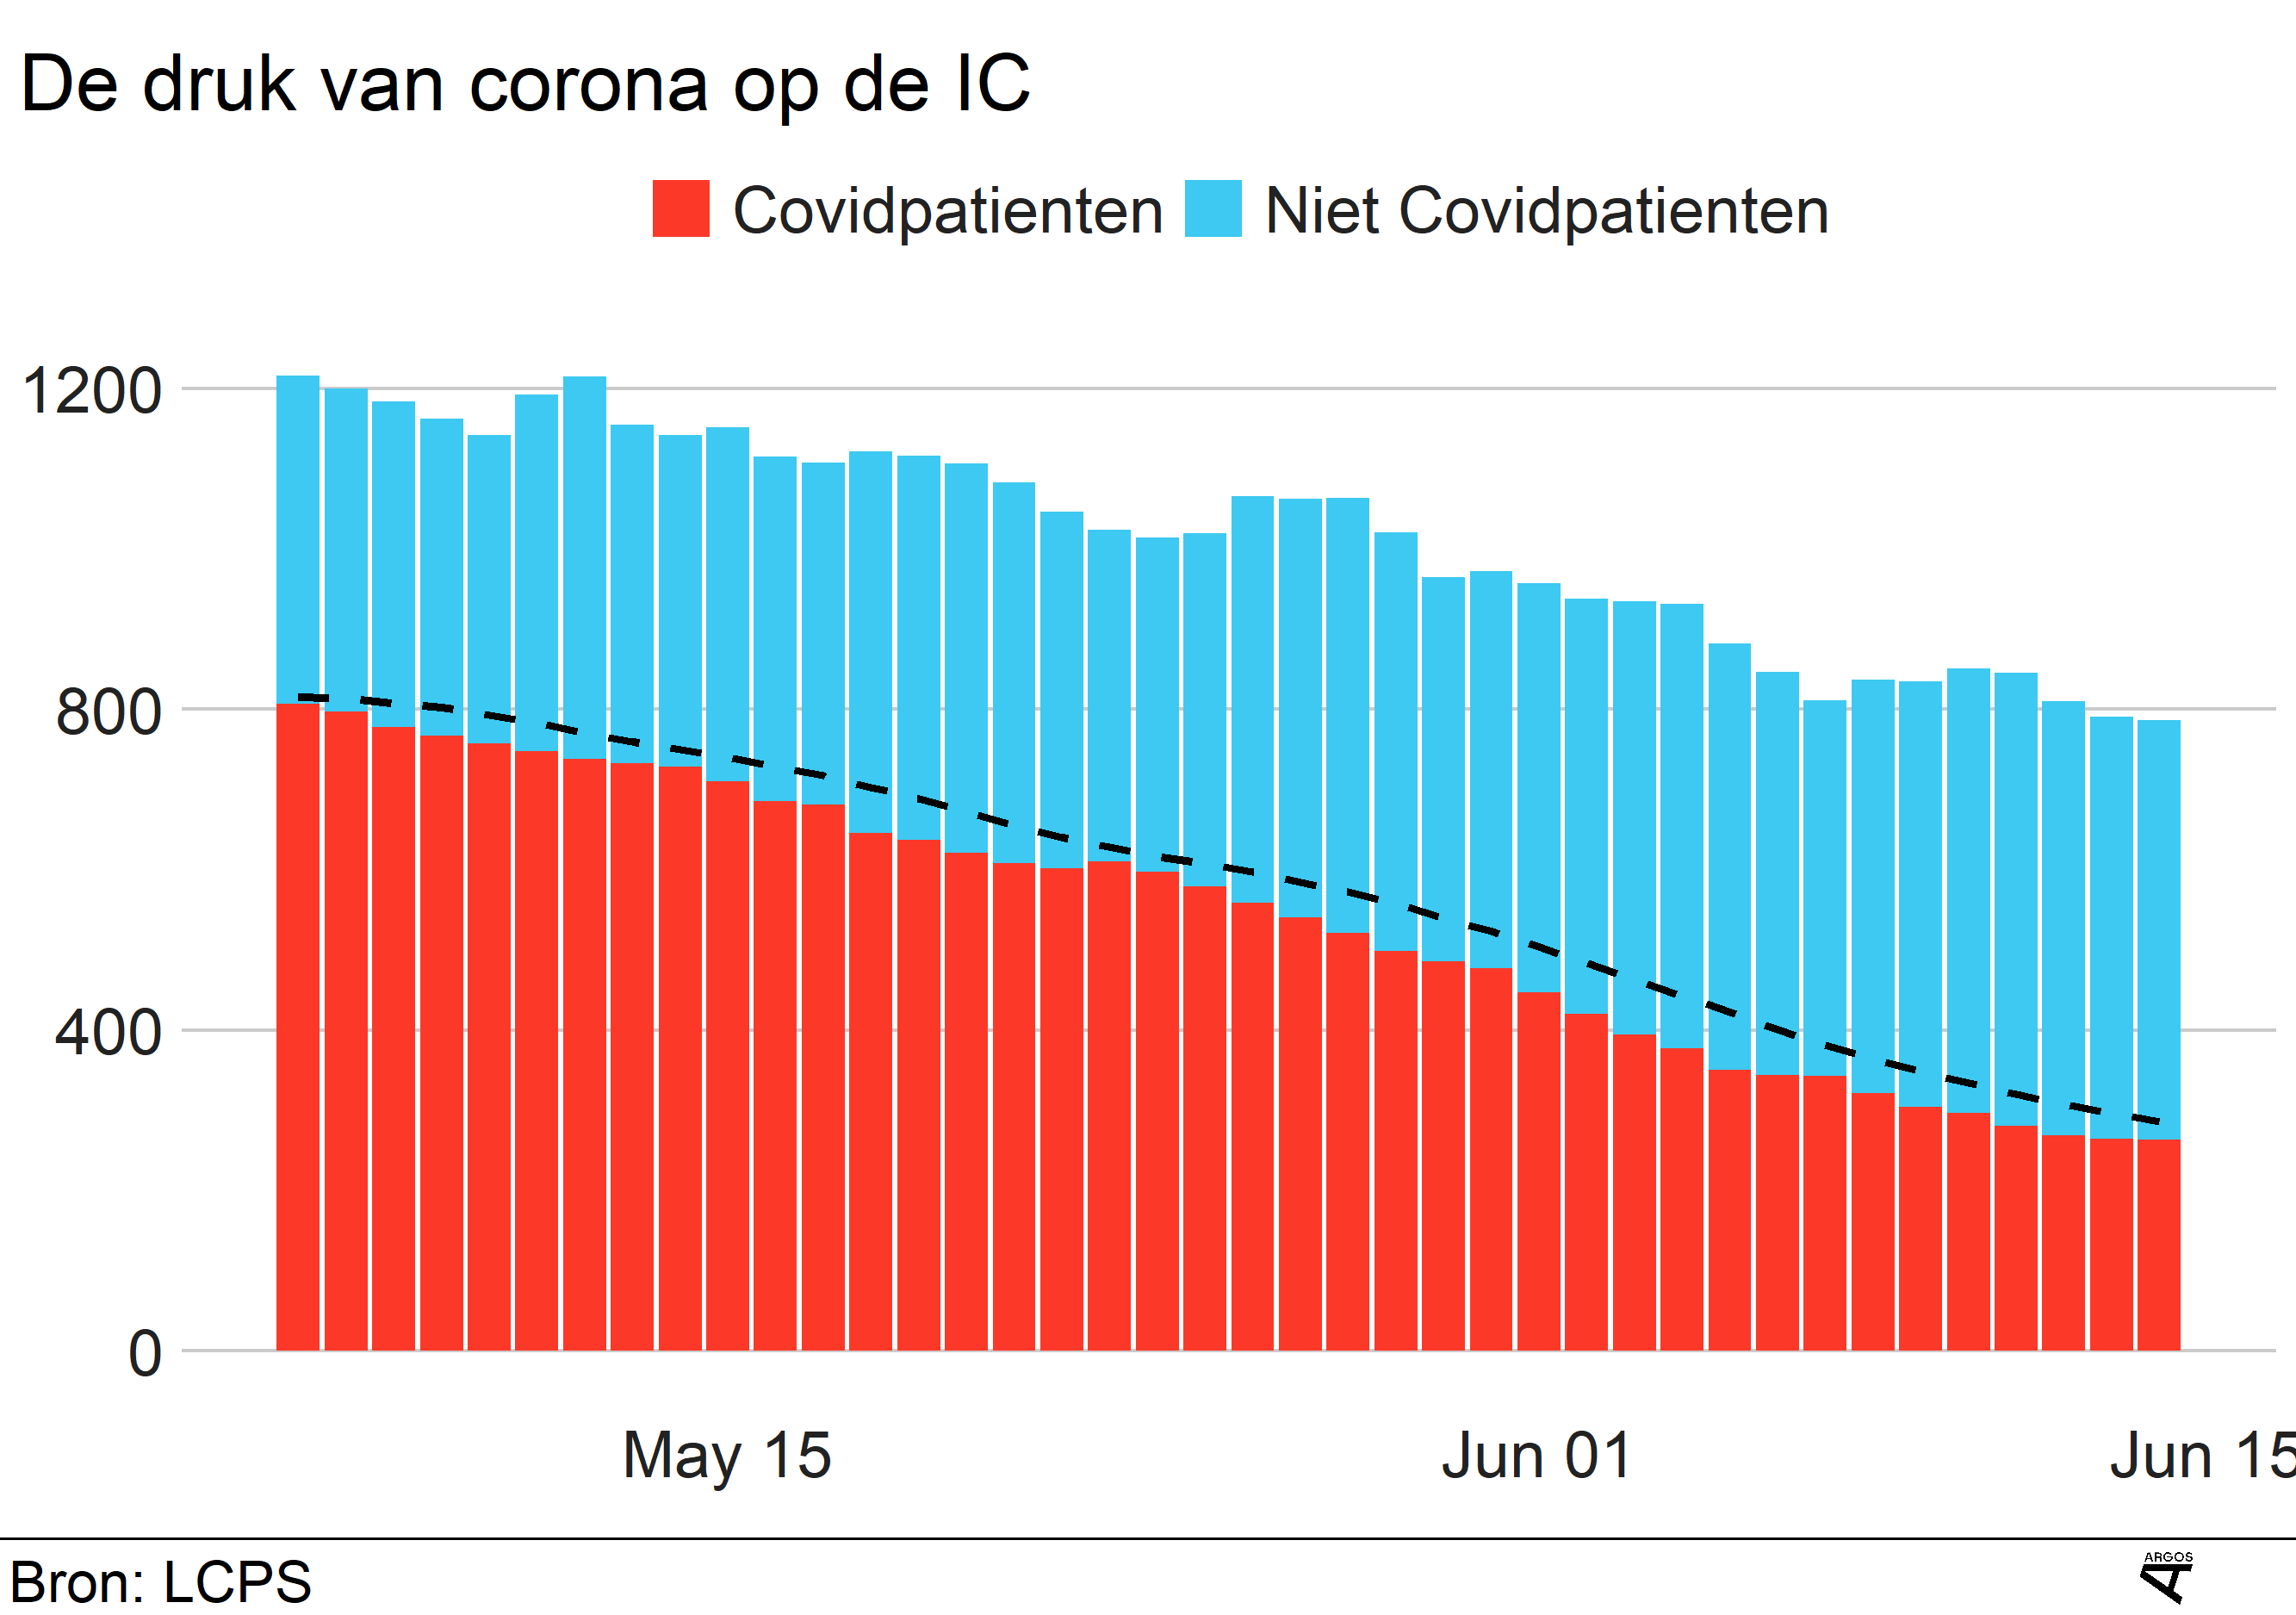 De druk van corona op de IC
Covidpatienten Niet Covidpatienten
1200
800
400
0
May 15 Jun 01 Jun 15
Bron: LCPS
ARGOS
A